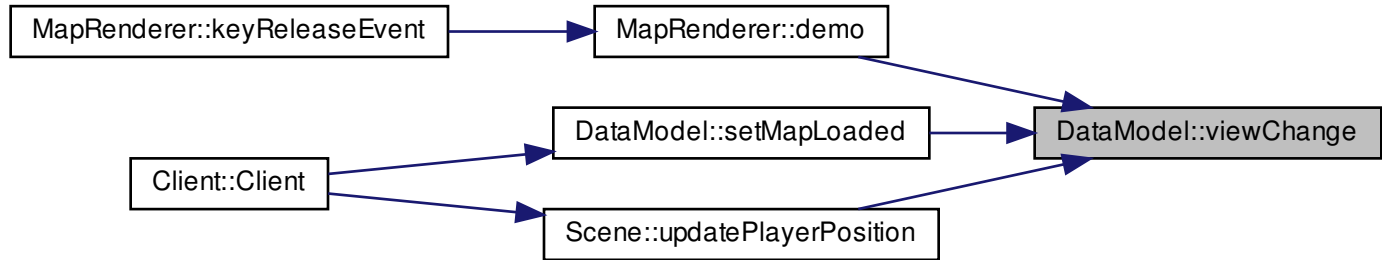 MapRenderer::keyReleaseEvent
MapRenderer::demo
DataModel::setMapLoaded
DataModel::viewChange
Client::Client
Scene::updatePlayerPosition